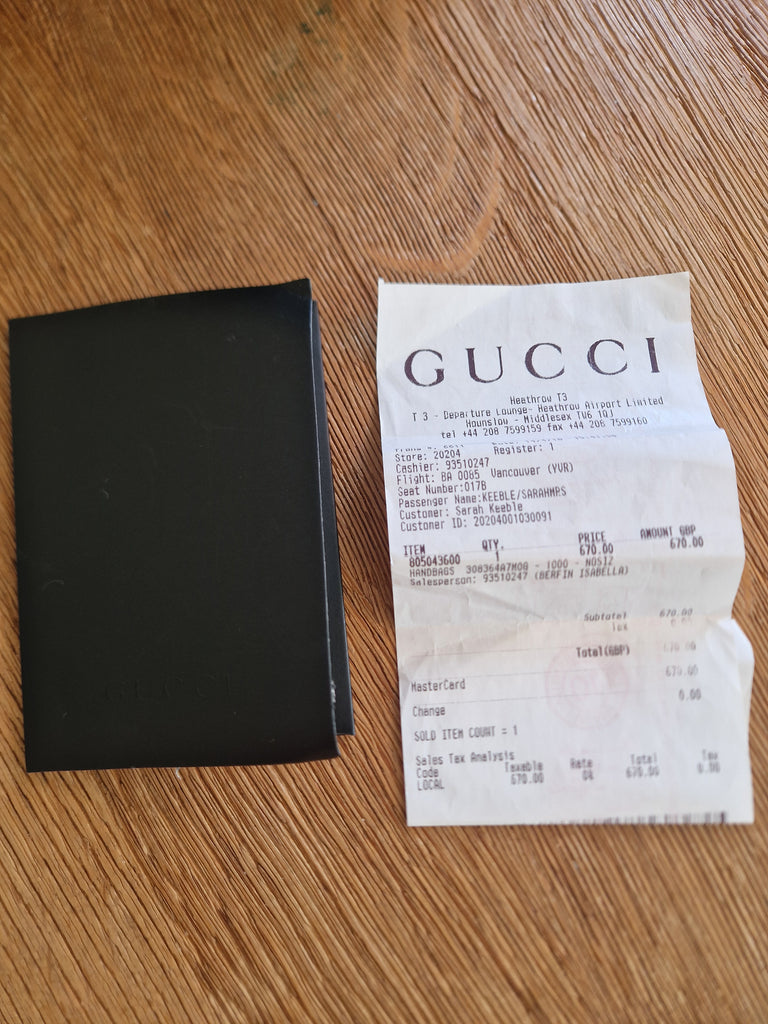 GUCCI
GUCCI
Heathrow T3
T 3 - Departure Lounge- Heathrow Airport Limited
Hounslow - Middlesex TW6 1QJ
tel +44 208 7599159 fax +44 208 7599160
Store: 20204 Register: 1
Cashier: 93510247
Flight: BA 0085 Vancouver (YVR)
Seat Number:017B
Passenger Name:KEEBLE/SARAHMRS
Customer: Sarah Keeble
Customer ID: 20204001030091
ITEM QTY. PRICE AMOUNT GBP
805043600 1 670.00 670.00
HANDBAGS 308364A7M0G - 1000 - NOSIZ
Salesperson: 93510247 (BERFIN ISABELLA)
Subtotal 670.00
Tax 0.00
Total(GBP) 670.00
MasterCard 670.00
Change 0.00
SOLD ITEM COUNT = 1
Sales Tax Analysis
Code Taxable Rate Total Tax
LOCAL 670.00 0% 670.00 0.00